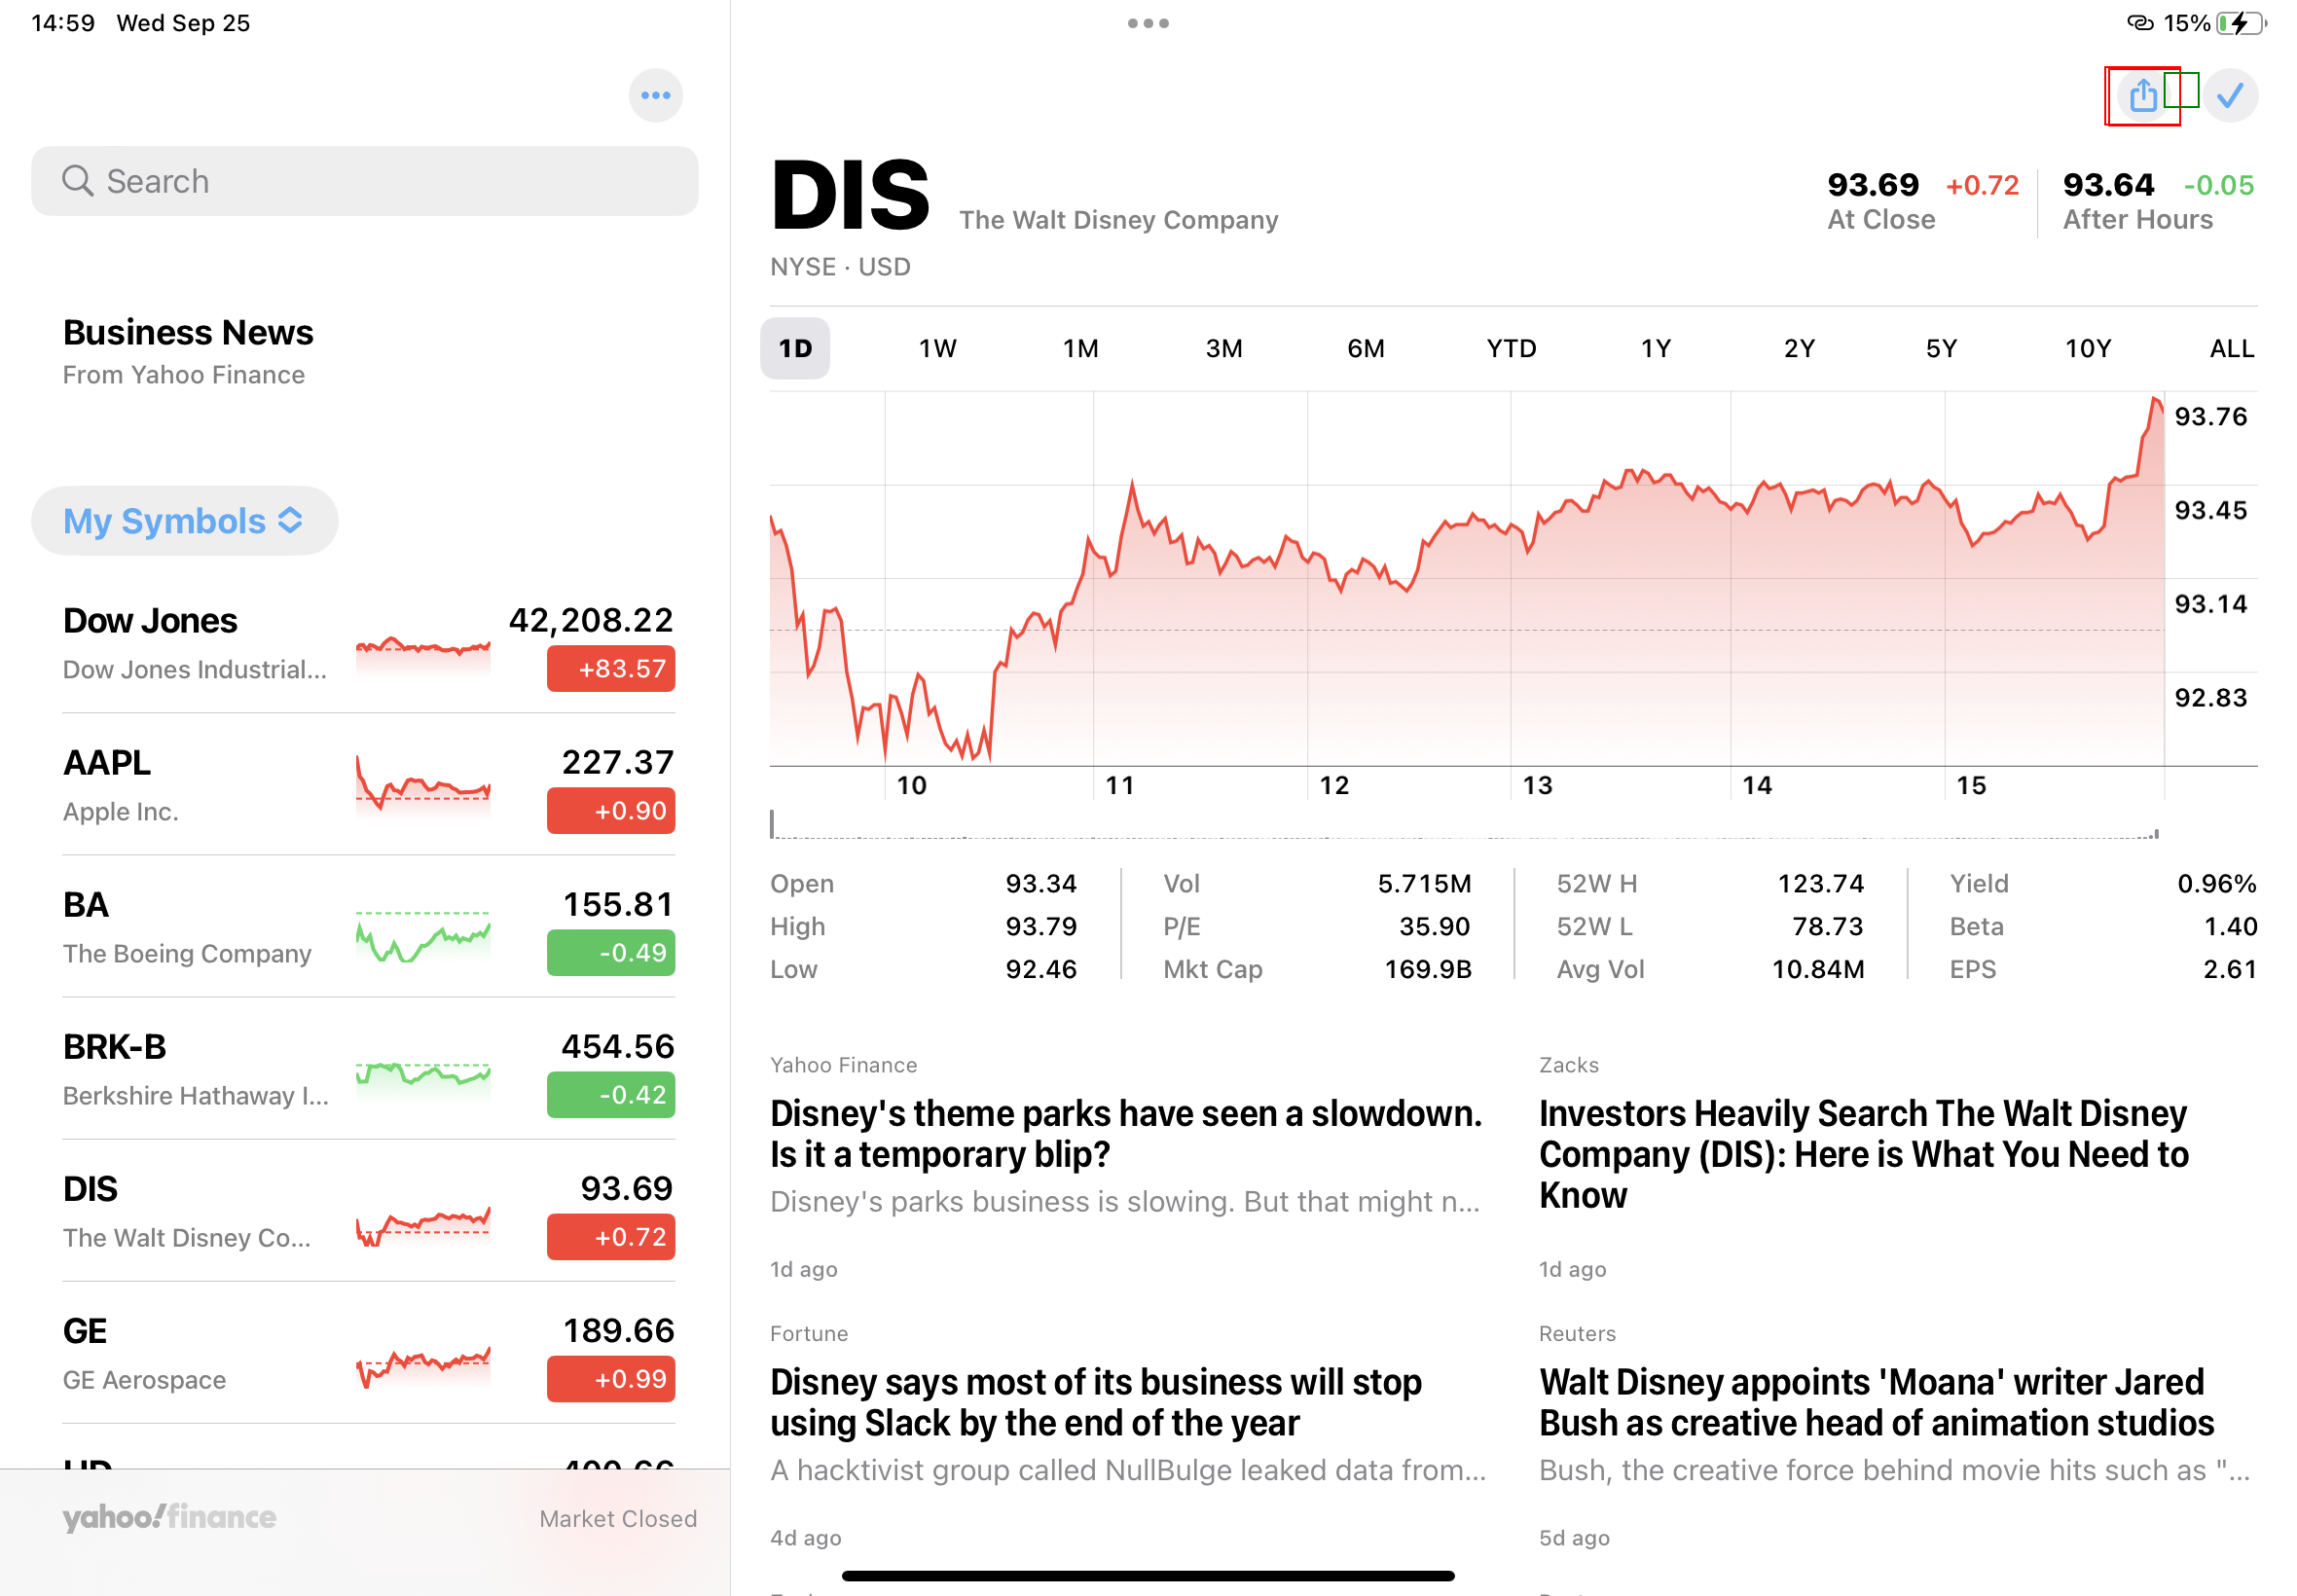 14:59 Wed Sep 25
15%
Search
Business News
From Yahoo Finance
My Symbols
Dow Jones 42,208.22
Dow Jones Industrial... +83.57
AAPL 227.37
Apple Inc. +0.90
BA 155.81
The Boeing Company -0.49
BRK-B 454.56
Berkshire Hathaway I... -0.42
DIS 93.69
The Walt Disney Co... +0.72
GE 189.66
GE Aerospace +0.99
yahoo!finance Market Closed
DIS The Walt Disney Company
NYSE · USD
93.69 +0.72
At Close
93.64 -0.05
After Hours
1D 1W 1M 3M 6M YTD 1Y 2Y 5Y 10Y ALL
93.76
93.45
93.14
92.83
10 11 12 13 14 15
Open 93.34 Vol 5.715M 52W H 123.74 Yield 0.96%
High 93.79 P/E 35.90 52W L 78.73 Beta 1.40
Low 92.46 Mkt Cap 169.9B Avg Vol 10.84M EPS 2.61
Yahoo Finance
Disney's theme parks have seen a slowdown.
Is it a temporary blip?
Disney's parks business is slowing. But that might n...
1d ago
Zacks
Investors Heavily Search The Walt Disney
Company (DIS): Here is What You Need to
Know
1d ago
Fortune
Disney says most of its business will stop
using Slack by the end of the year
A hacktivist group called NullBulge leaked data from...
4d ago
Reuters
Walt Disney appoints 'Moana' writer Jared
Bush as creative head of animation studios
Bush, the creative force behind movie hits such as "...
5d ago